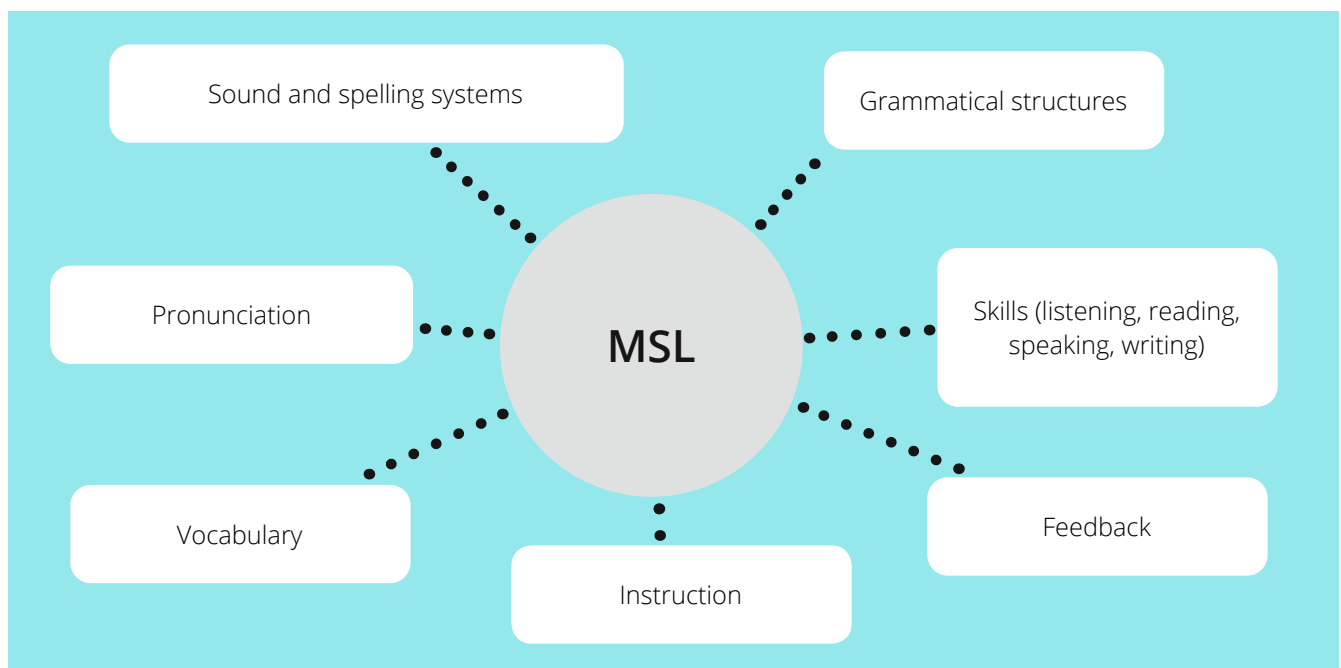 Sound and spelling systems
Grammatical structures
Pronunciation
MSL
Skills (listening, reading,
speaking, writing)
Vocabulary
Instruction
Feedback